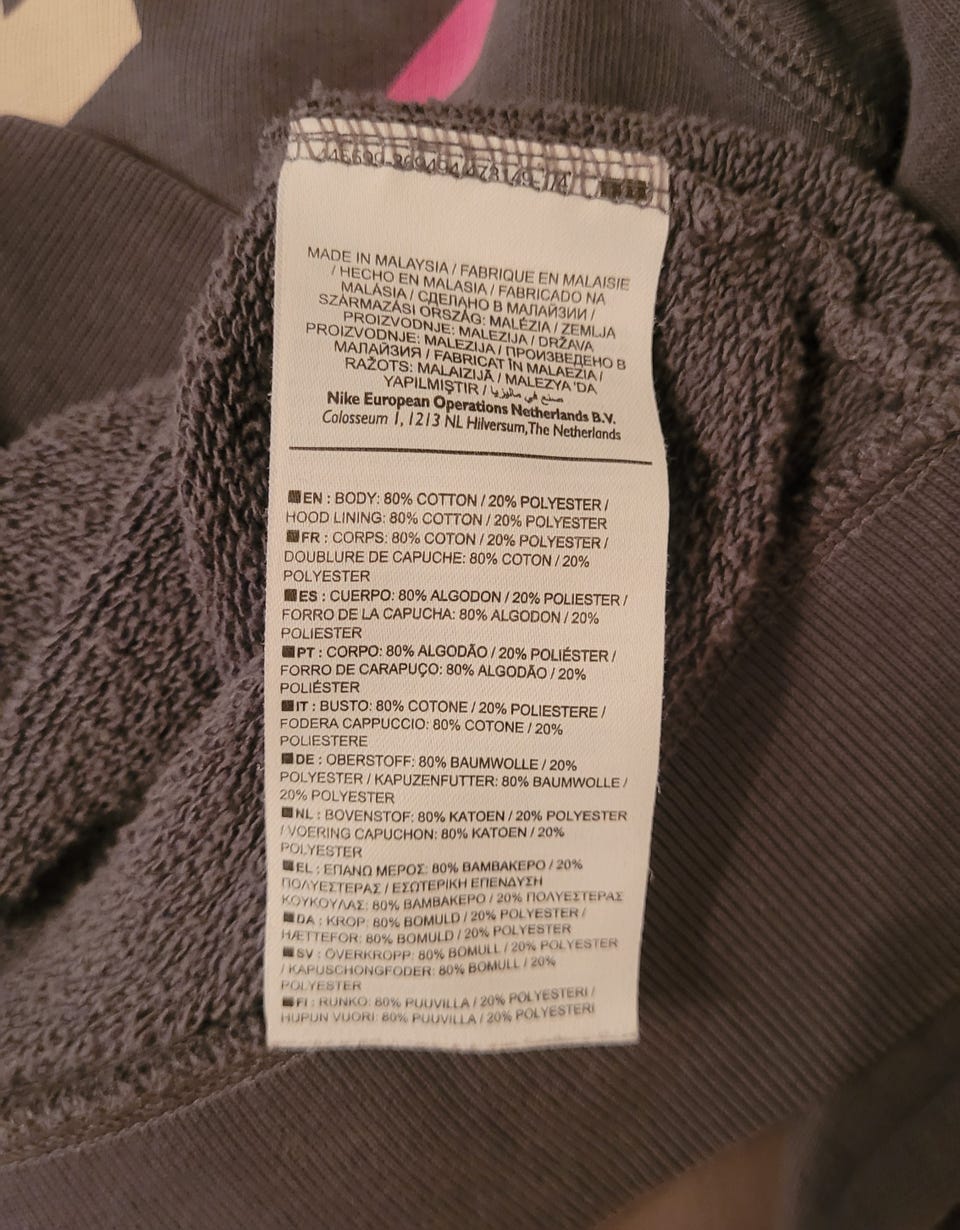 MADE IN MALAYSIA / FABRIQUE EN MALAISIE
/ HECHO EN MALASIA / FABRICADO NA
MALÁSIA / СДЕЛАНО В МАЛАЙЗИИ /
SZÁRMAZÁSI ORSZÁG: MALÉZIA / ZEMLJA
PROIZVODNJE: MALEZIJA / DRŽAVA
PROIZVODNJE: MALEZIJA / ПРОИЗВЕДЕНО В
МАЛАЙЗИЯ / FABRICAT ÎN MALAEZIA /
RAŽOTS: MALAIZIJĀ / MALEZYA 'DA
YAPILMIŞTIR / صنع في ماليزيا
Nike European Operations Netherlands B.V.
Colosseum 1, 1213 NL Hilversum,The Netherlands
EN : BODY: 80% COTTON / 20% POLYESTER /
HOOD LINING: 80% COTTON / 20% POLYESTER
FR : CORPS: 80% COTON / 20% POLYESTER /
DOUBLURE DE CAPUCHE: 80% COTON / 20%
POLYESTER
ES : CUERPO: 80% ALGODON / 20% POLIESTER /
FORRO DE LA CAPUCHA: 80% ALGODON / 20%
POLIESTER
PT : CORPO: 80% ALGODÃO / 20% POLIÉSTER /
FORRO DE CARAPUÇO: 80% ALGODÃO / 20%
POLIÉSTER
IT : BUSTO: 80% COTONE / 20% POLIESTERE /
FODERA CAPPUCCIO: 80% COTONE / 20%
POLIESTERE
DE : OBERSTOFF: 80% BAUMWOLLE / 20%
POLYESTER / KAPUZENFUTTER: 80% BAUMWOLLE /
20% POLYESTER
NL : BOVENSTOF: 80% KATOEN / 20% POLYESTER
/ VOERING CAPUCHON: 80% KATOEN / 20%
POLYESTER
EL : ΕΠΑΝΩ ΜΕΡΟΣ: 80% ΒΑΜΒΑΚΕΡΟ / 20%
ΠΟΛΥΕΣΤΕΡΑΣ / ΕΣΩΤΕΡΙΚΗ ΕΠΕΝΔΥΣΗ
ΚΟΥΚΟΥΛΑΣ: 80% ΒΑΜΒΑΚΕΡΟ / 20% ΠΟΛΥΕΣΤΕΡΑΣ
DA : KROP: 80% BOMULD / 20% POLYESTER /
HÆTTEFOR: 80% BOMULD / 20% POLYESTER
SV : ÖVERKROPP: 80% BOMULL / 20% POLYESTER
/ KAPUSCHONGFODER: 80% BOMULL / 20%
POLYESTER
FI : RUNKO: 80% PUUVILLA / 20% POLYESTERI /
HUPUN VUORI: 80% PUUVILLA / 20% POLYESTERI